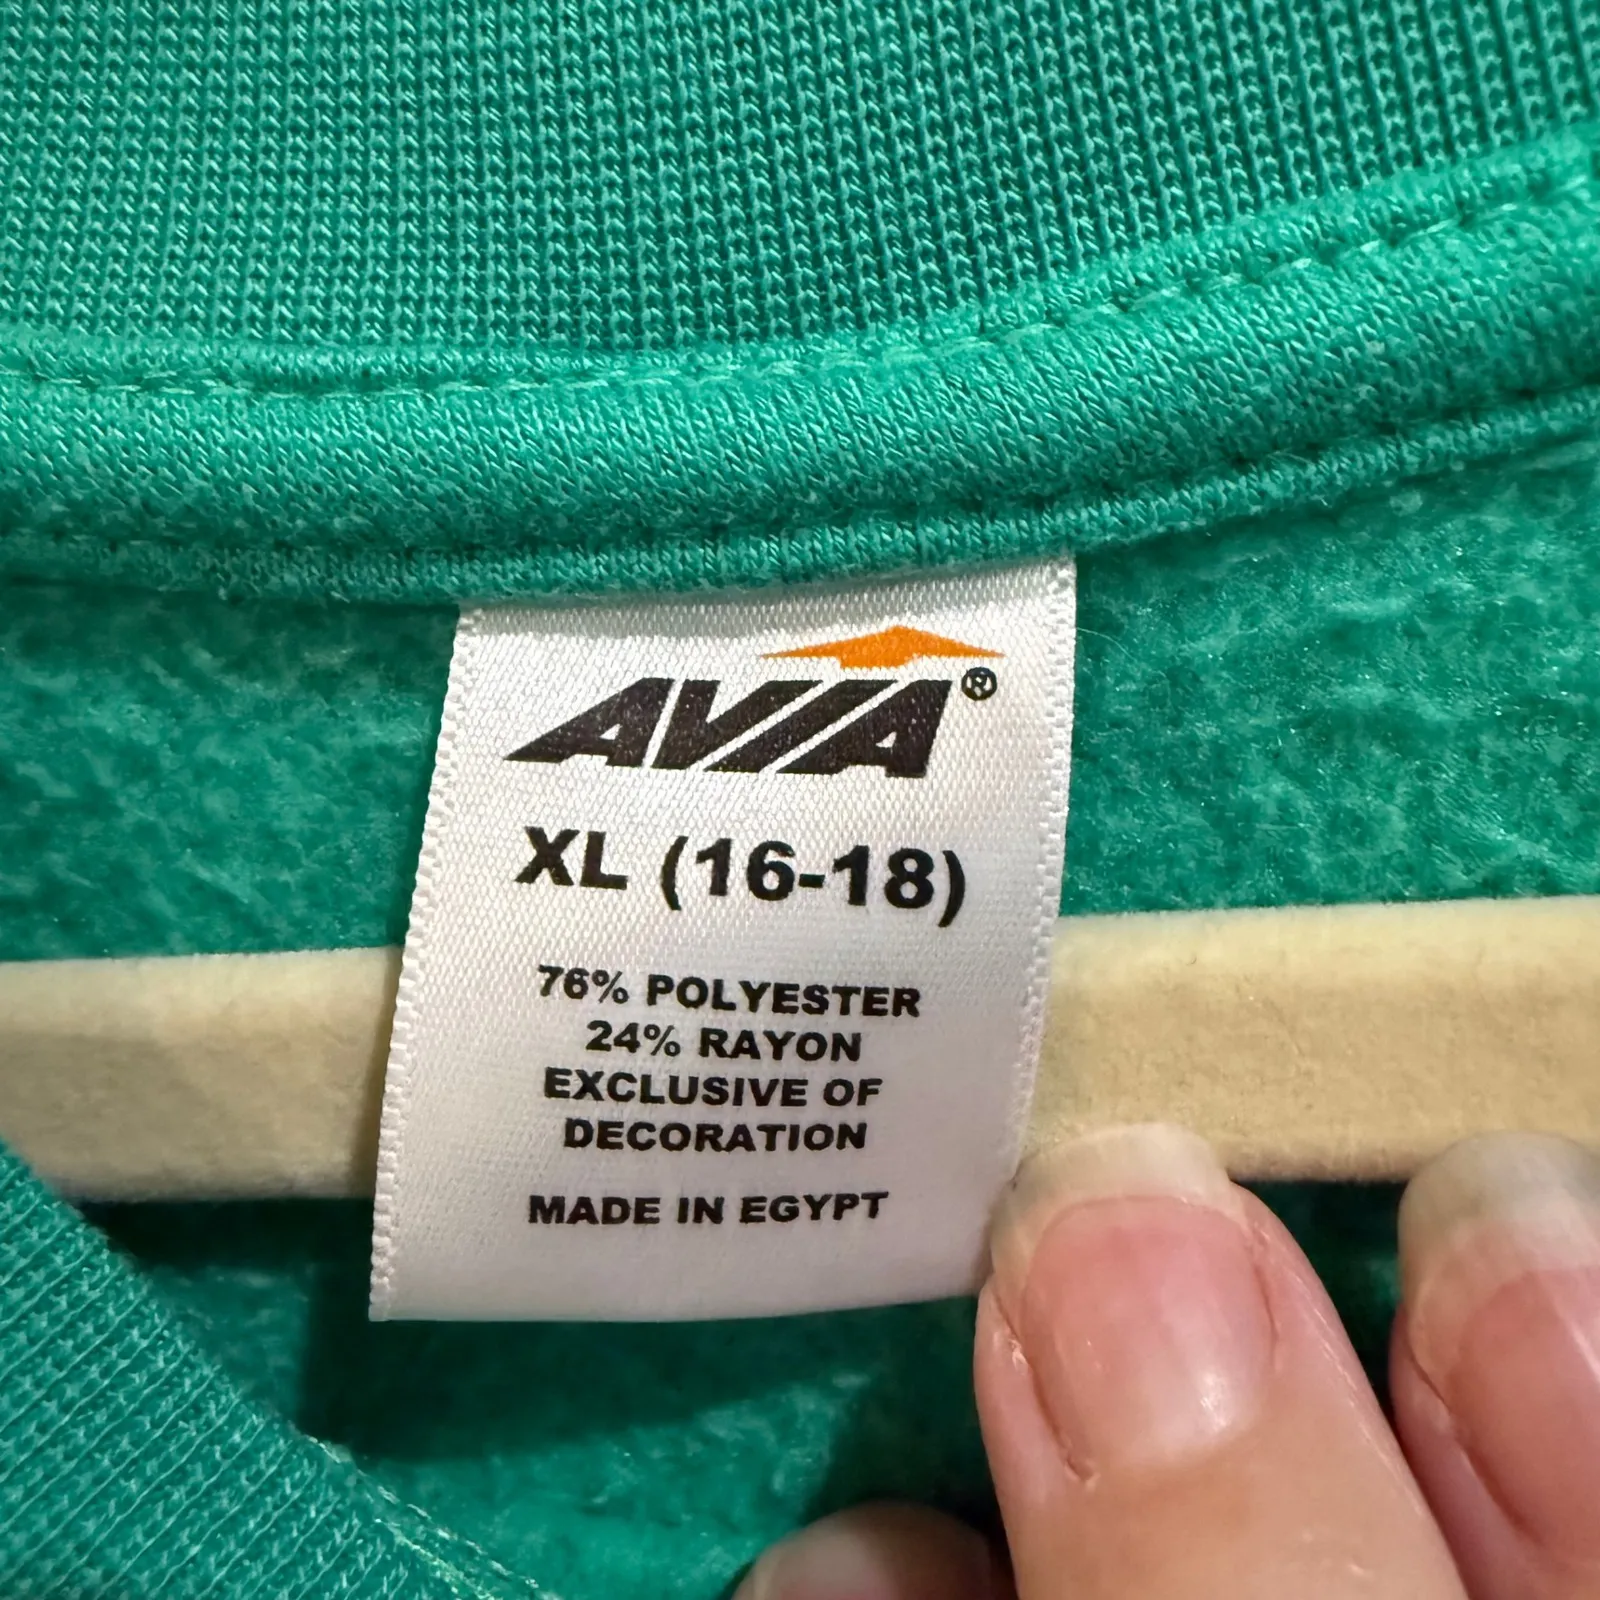 AVIA®
XL (16-18)
76% POLYESTER
24% RAYON
EXCLUSIVE OF
DECORATION
MADE IN EGYPT